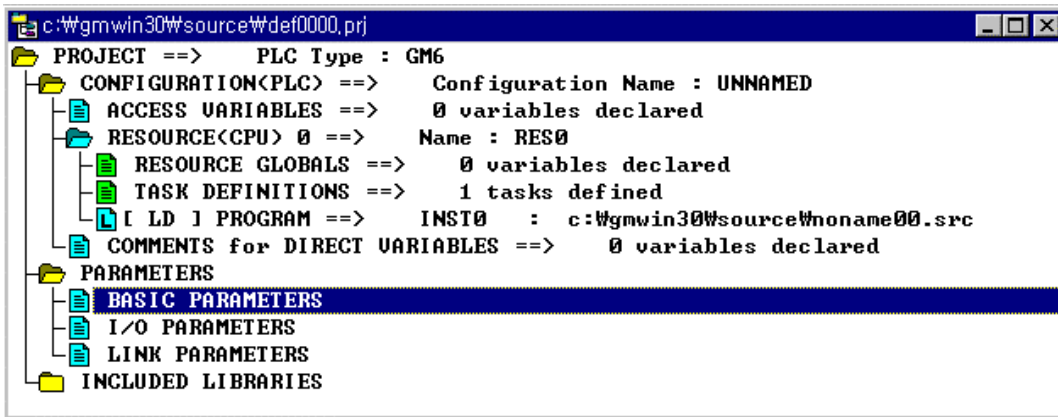 c:₩gmwin30₩source₩def0000.prj
PROJECT ==> PLC Type : GM6
CONFIGURATION(PLC) ==> Configuration Name : UNNAMED
ACCESS VARIABLES ==> 0 variables declared
RESOURCE(CPU) 0 ==> Name : RES0
RESOURCE GLOBALS ==> 0 variables declared
TASK DEFINITIONS ==> 1 tasks defined
L [ LD ] PROGRAM ==> INST0 : c:₩gmwin30₩source₩noname00.src
COMMENTS for DIRECT VARIABLES ==> 0 variables declared
PARAMETERS
BASIC PARAMETERS
I/O PARAMETERS
LINK PARAMETERS
INCLUDED LIBRARIES